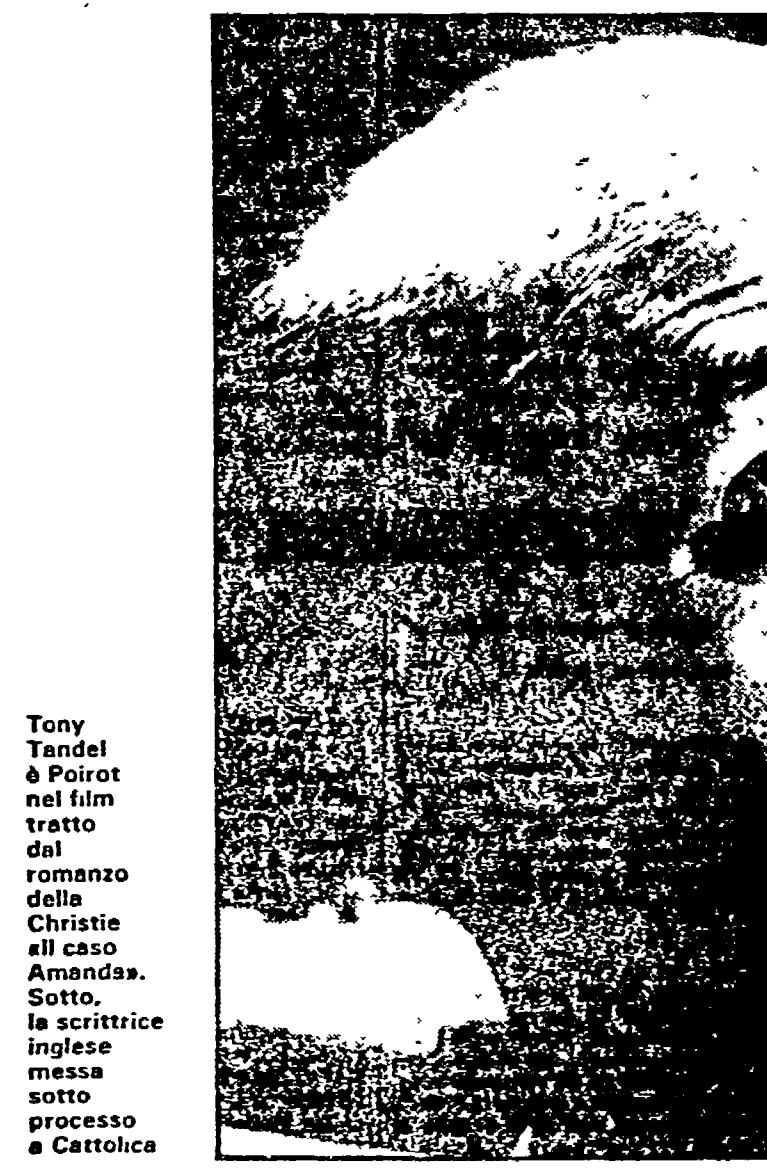 Tony
Tandel
è Poirot
nel film
tratto
dal
romanzo
della
Christie
«Il caso
Amanda».
Sotto,
la scrittrice
inglese
messa
sotto
processo
a Cattolica